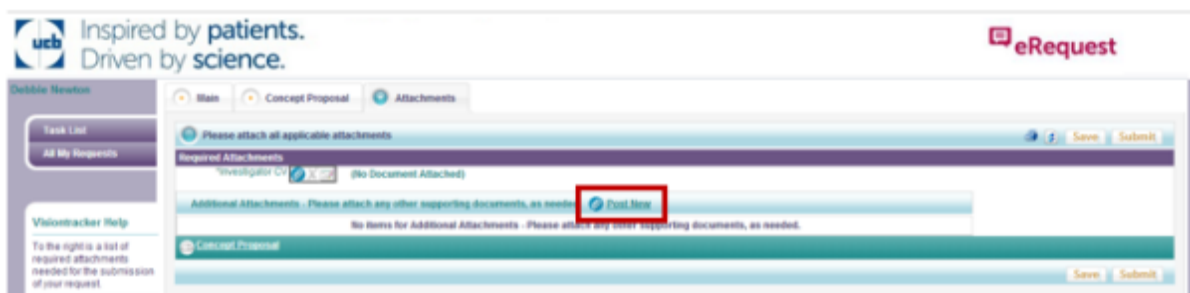 ucb
Inspired by patients.
Driven by science.
eRequest
Debbie Newton
Main Concept Proposal Attachments
Task List
All My Requests
Please attach all applicable attachments Save Submit
Required Attachments
*Investigator CV (No Document Attached)
Additional Attachments - Please attach any other supporting documents, as needed Post New
No items for Additional Attachments - Please attach any other supporting documents, as needed.
Concept Proposal
Visiontracker Help
To the right is a list of
required attachments
needed for the submission
of your request.
Save Submit